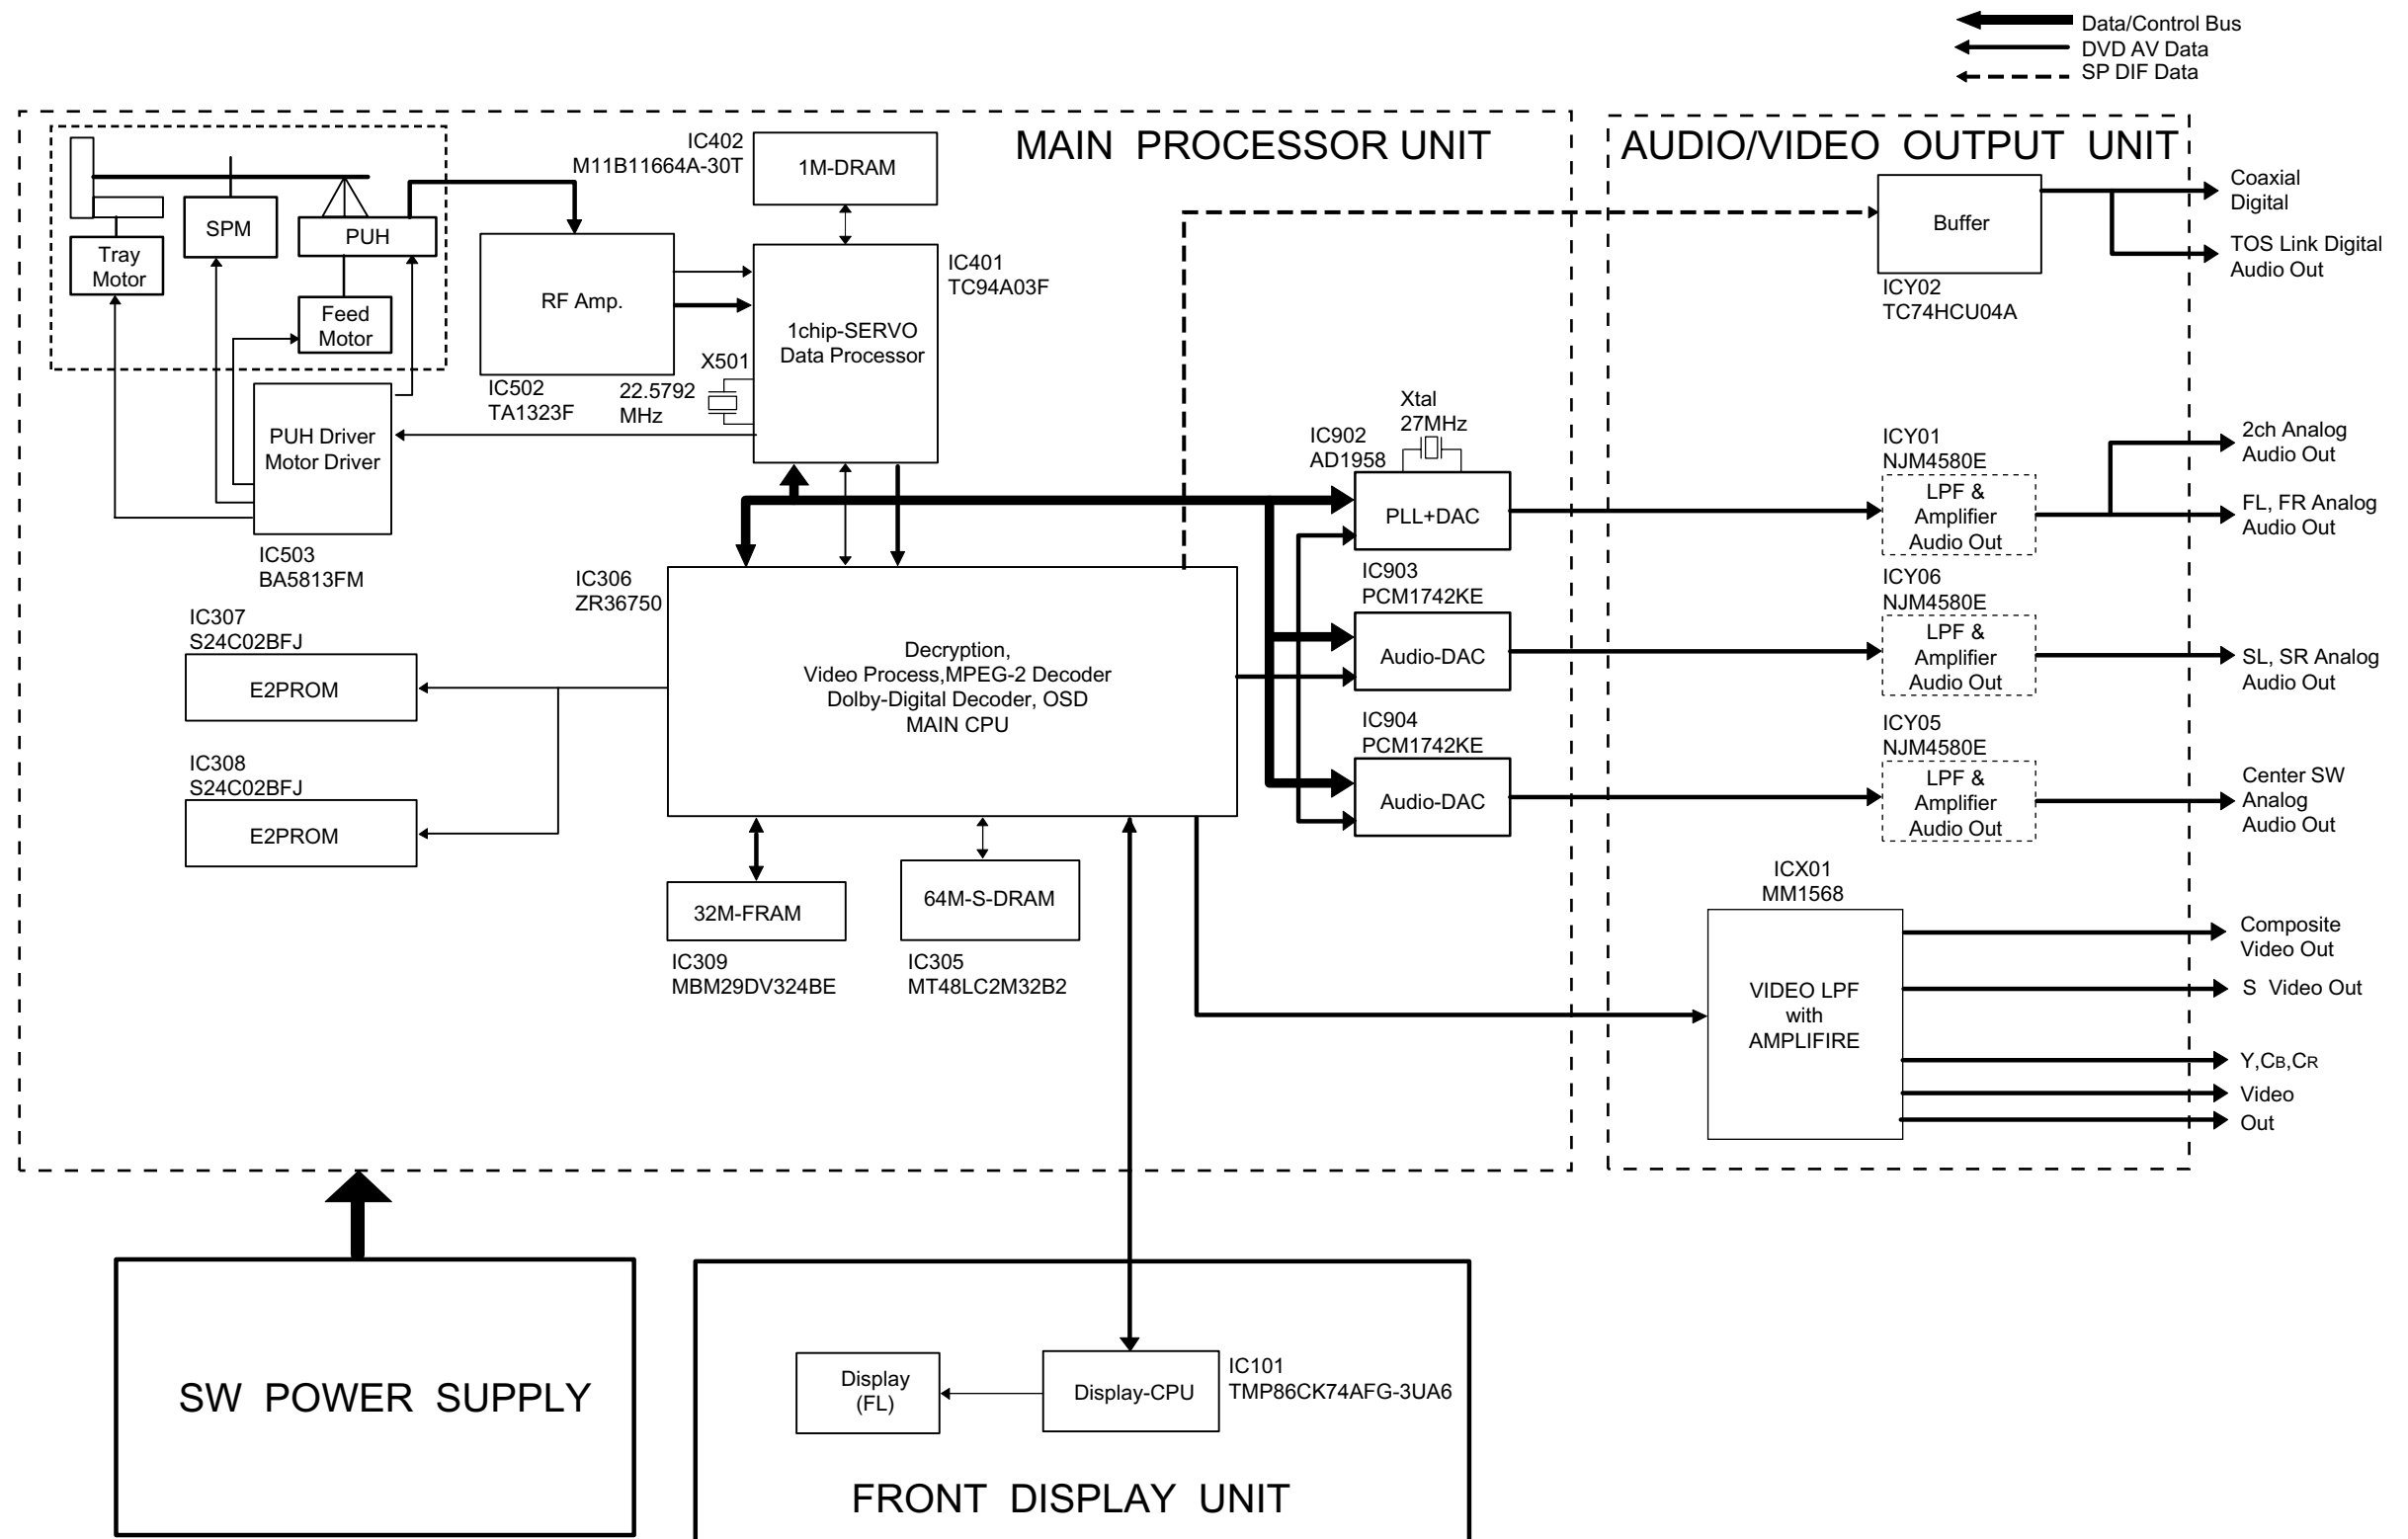 Data/Control Bus
DVD AV Data
SP DIF Data
MAIN PROCESSOR UNIT
AUDIO/VIDEO OUTPUT UNIT
IC402
M11B11664A-30T
1M-DRAM
Tray
Motor
SPM
PUH
Feed
Motor
RF Amp.
IC502
TA1323F
1chip-SERVO
Data Processor
IC401
TC94A03F
X501
22.5792
MHz
PUH Driver
Motor Driver
IC503
BA5813FM
Buffer
ICY02
TC74HCU04A
Coaxial
Digital
TOS Link Digital
Audio Out
Xtal
27MHz
IC902
AD1958
PLL+DAC
ICY01
NJM4580E
LPF &
Amplifier
Audio Out
2ch Analog
Audio Out
FL, FR Analog
Audio Out
IC306
ZR36750
Decryption,
Video Process,MPEG-2 Decoder
Dolby-Digital Decoder, OSD
MAIN CPU
IC903
PCM1742KE
Audio-DAC
ICY06
NJM4580E
LPF &
Amplifier
Audio Out
SL, SR Analog
Audio Out
IC307
S24C02BFJ
E2PROM
IC308
S24C02BFJ
E2PROM
IC904
PCM1742KE
Audio-DAC
ICY05
NJM4580E
LPF &
Amplifier
Audio Out
Center SW
Analog
Audio Out
32M-FRAM
IC309
MBM29DV324BE
64M-S-DRAM
IC305
MT48LC2M32B2
ICX01
MM1568
VIDEO LPF
with
AMPLIFIRE
Composite
Video Out
S Video Out
Y,CB,CR
Video
Out
SW POWER SUPPLY
Display
(FL)
Display-CPU
IC101
TMP86CK74AFG-3UA6
FRONT DISPLAY UNIT